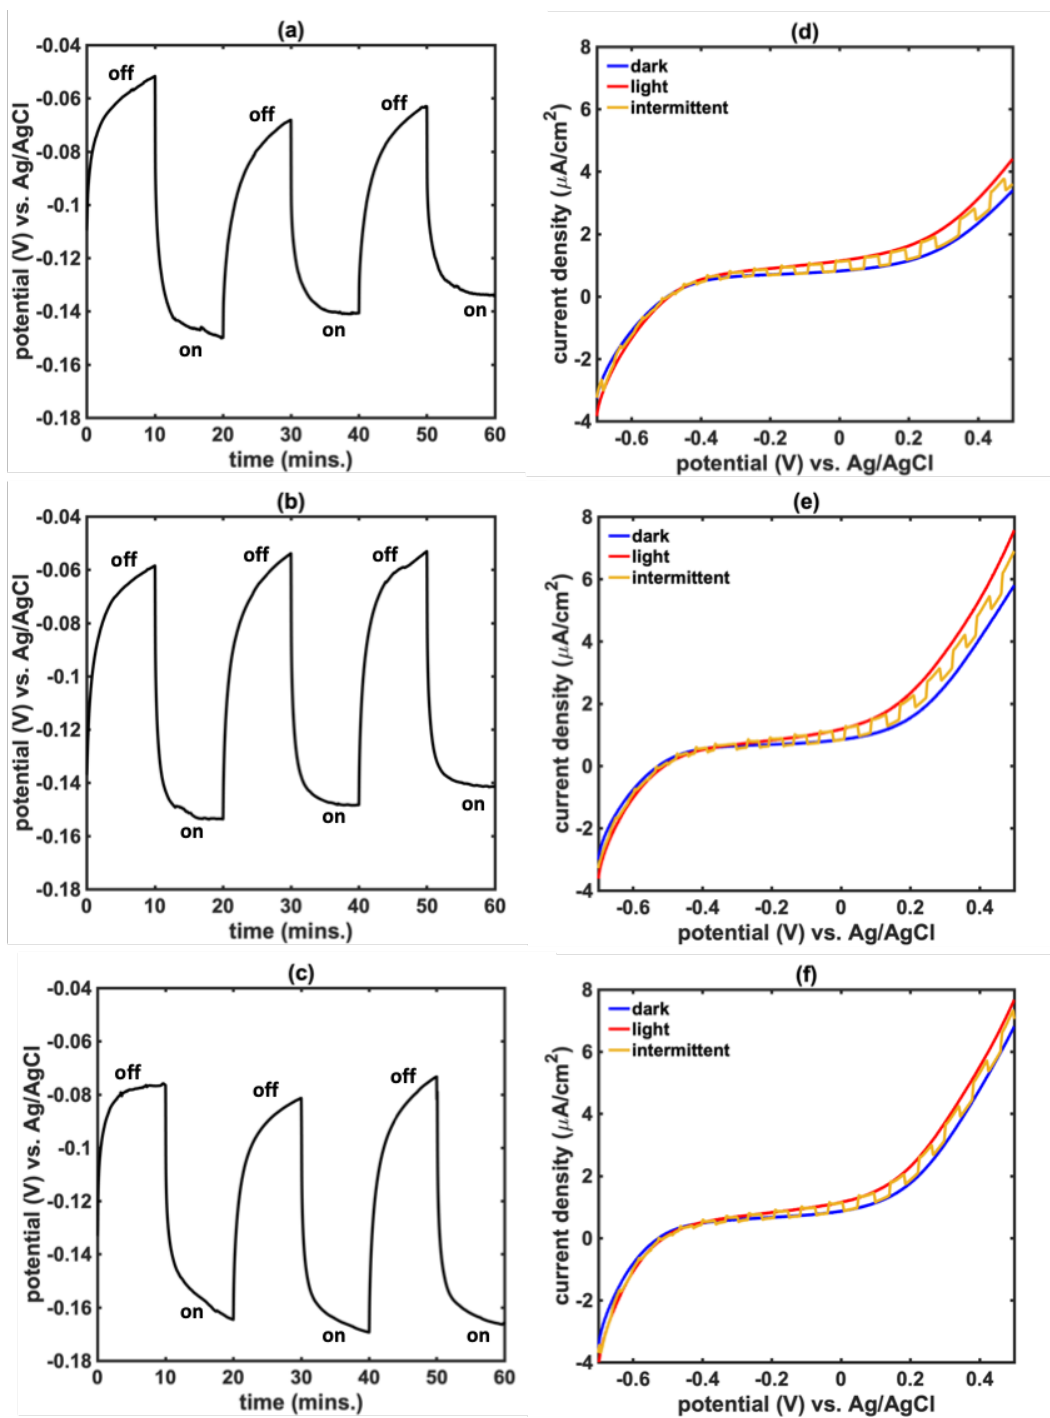 (a)
-0.04
-0.06
-0.08
-0.1
-0.12
-0.14
-0.16
-0.18
potential (V) vs. Ag/AgCl
off
off
off
on
on
on
0 10 20 30 40 50 60
time (mins.)
(d)
8
6
4
2
0
-2
-4
current density (μA/cm²)
dark
light
intermittent
-0.6 -0.4 -0.2 0 0.2 0.4
potential (V) vs. Ag/AgCl
(b)
-0.04
-0.06
-0.08
-0.1
-0.12
-0.14
-0.16
-0.18
potential (V) vs. Ag/AgCl
off
off
off
on
on
on
0 10 20 30 40 50 60
time (mins.)
(e)
8
6
4
2
0
-2
-4
current density (μA/cm²)
dark
light
intermittent
-0.6 -0.4 -0.2 0 0.2 0.4
potential (V) vs. Ag/AgCl
(c)
-0.04
-0.06
-0.08
-0.1
-0.12
-0.14
-0.16
-0.18
potential (V) vs. Ag/AgCl
off
off
off
on
on
on
0 10 20 30 40 50 60
time (mins.)
(f)
8
6
4
2
0
-2
-4
current density (μA/cm²)
dark
light
intermittent
-0.6 -0.4 -0.2 0 0.2 0.4
potential (V) vs. Ag/AgCl